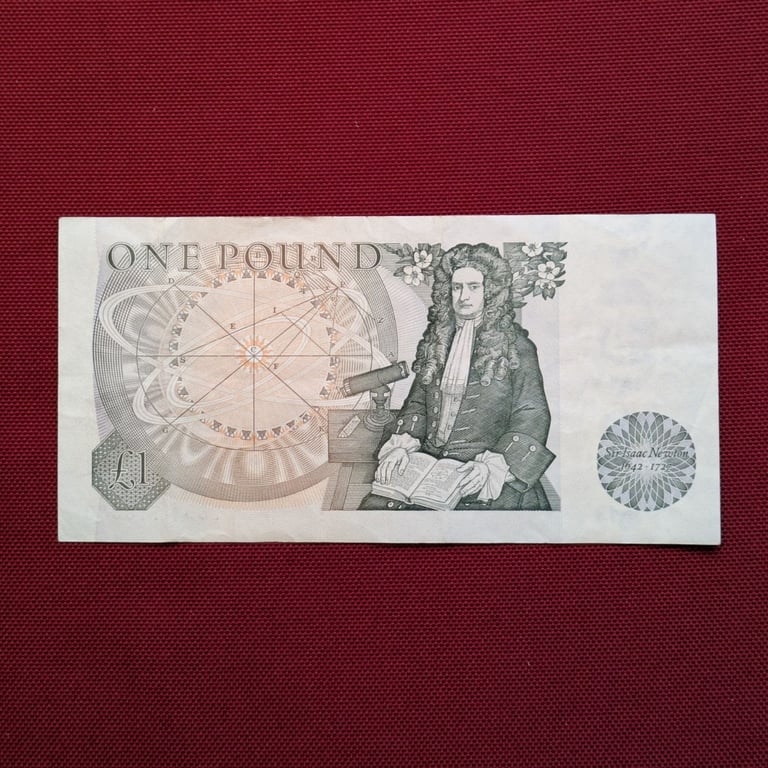 ONE POUND
D
E
Z
E
I
C
S
F
£1
Sir Isaac Newton
1642-1727